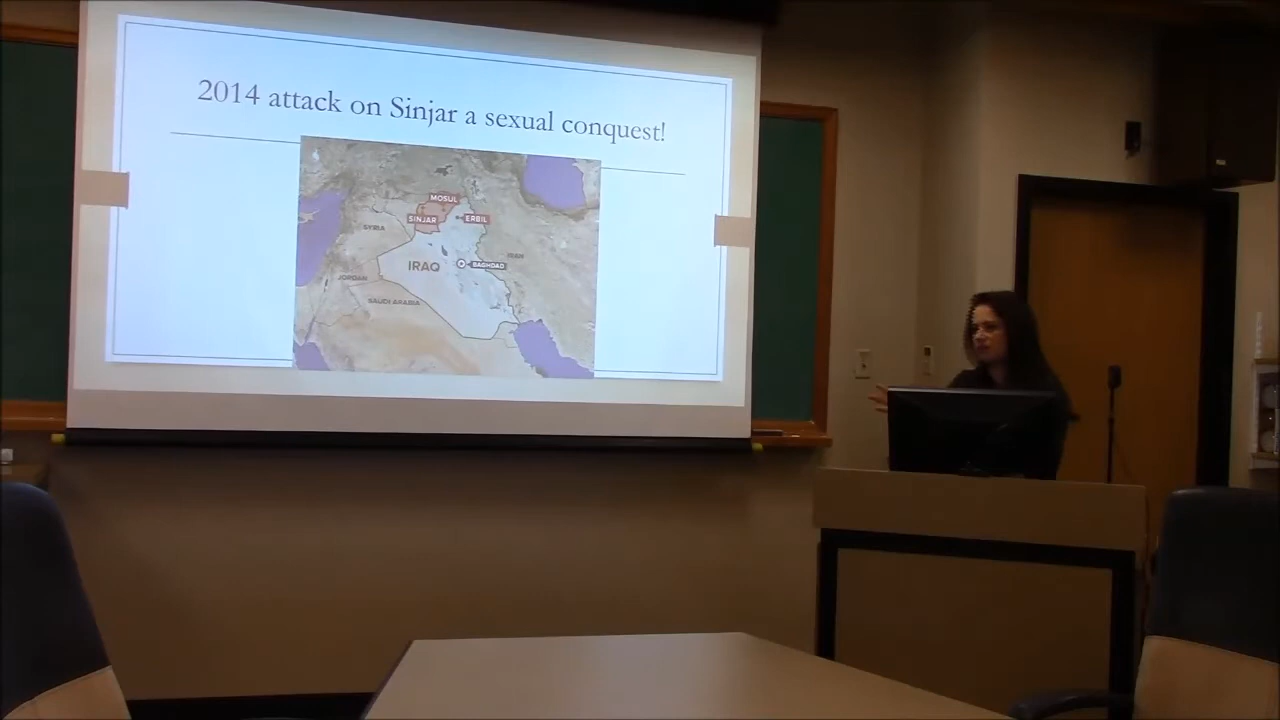 2014 attack on Sinjar a sexual conquest!
MOSUL
SINJAR
ERBIL
SYRIA
IRAN
IRAQ
BAGHDAD
JORDAN
SAUDI ARABIA